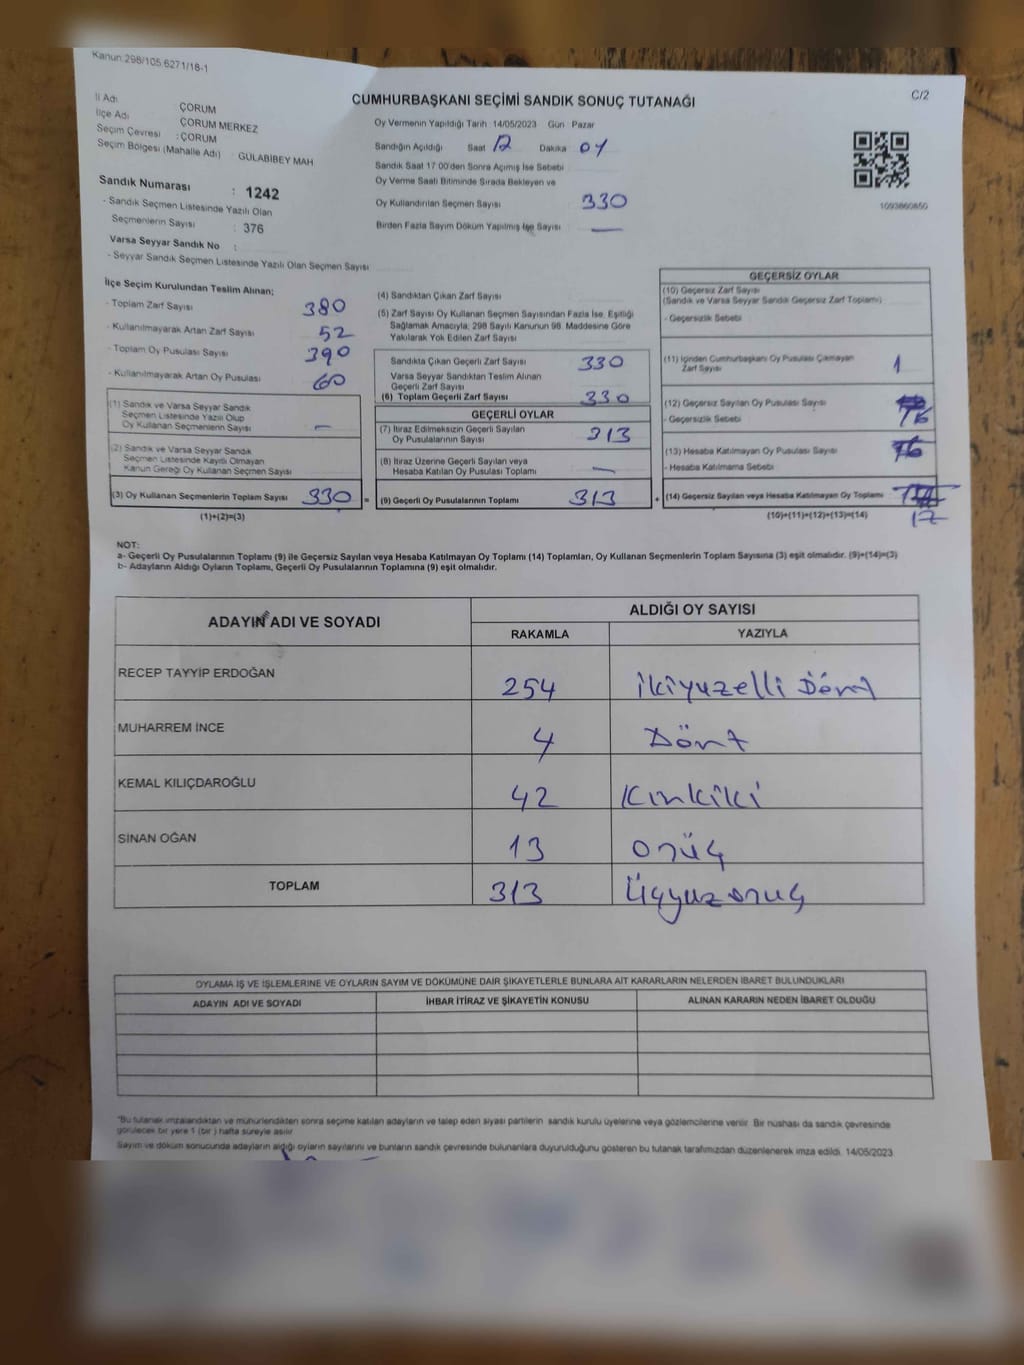 Kanun:298/105,6271/18-1
C/2
CUMHURBAŞKANI SEÇİMİ SANDIK SONUÇ TUTANAĞI
İl Adı ÇORUM
İlçe Adı ÇORUM MERKEZ
Seçim Çevresi : ÇORUM
Seçim Bölgesi (Mahalle Adı) : GÜLABİBEY MAH
Sandık Numarası : 1242
- Sandık Seçmen Listesinde Yazılı Olan
Seçmenlerin Sayısı : 376
Varsa Seyyar Sandık No :
- Seyyar Sandık Seçmen Listesinde Yazılı Olan Seçmen Sayısı
Oy Vermenin Yapıldığı Tarih 14/05/2023 Gün Pazar
Sandığın Açıldığı Saat Dakika 01
Sandık Saat 17:00'den Sonra Açımış İse Sebebi
Oy Verme Saati Bitiminde Sırada Bekleyen ve
Oy Kullandırılan Seçmen Sayısı 330
Birden Fazla Sayım Döküm Yapılmış İse Sayısı —
1093860850
İlçe Seçim Kurulundan Teslim Alınan;
- Toplam Zarf Sayısı 380
- Kullanılmayarak Artan Zarf Sayısı 52
- Toplam Oy Pusulası Sayısı 390
- Kullanılmayarak Artan Oy Pusulası 60
(1) Sandık ve Varsa Seyyar Sandık
Seçmen Listesinde Yazılı Olup
Oy Kullanan Seçmenlerin Sayısı —
(2) Sandık ve Varsa Seyyar Sandık
Seçmen Listesinde Kayıtlı Olmayan
Kanun Gereği Oy Kullanan Seçmen Sayısı
(3) Oy Kullanan Seçmenlerin Toplam Sayısı 330 =
(1)+(2)=(3)
(4) Sandıktan Çıkan Zarf Sayısı
(5) Zarf Sayısı Oy Kullanan Seçmen Sayısından Fazla İse, Eşitliği
Sağlamak Amacıyla; 298 Sayılı Kanunun 98. Maddesine Göre
Yakılarak Yok Edilen Zarf Sayısı
Sandıkta Çıkan Geçerli Zarf Sayısı 330
Varsa Seyyar Sandıktan Teslim Alınan
Geçerli Zarf Sayısı
(6) Toplam Geçerli Zarf Sayısı 330
GEÇERLİ OYLAR
(7) İtiraz Edilmeksizin Geçerli Sayılan
Oy Pusulalarının Sayısı 313
(8) İtiraz Üzerine Geçerli Sayılan veya
Hesaba Katılan Oy Pusulası Toplamı —
(9) Geçerli Oy Pusulalarının Toplamı 313 +
GEÇERSİZ OYLAR
(10) Geçersiz Zarf Sayısı
(Sandık ve Varsa Seyyar Sandık Geçersiz Zarf Toplamı)
- Geçersizlik Sebebi
(11) İçinden Cumhurbaşkanı Oy Pusulası Çıkmayan
Zarf Sayısı 1
(12) Geçersiz Sayılan Oy Pusulası Sayısı
- Geçersizlik Sebebi 16
(13) Hesaba Katılmayan Oy Pusulası Sayısı
- Hesaba Katılmama Sebebi
(14) Geçersiz Sayılan veya Hesaba Katılmayan Oy Toplamı
17
(10)+(11)+(12)+(13)=(14)
NOT:
a- Geçerli Oy Pusulalarının Toplamı (9) ile Geçersiz Sayılan veya Hesaba Katılmayan Oy Toplamı (14) Toplamları, Oy Kullanan Seçmenlerin Toplam Sayısına (3) eşit olmalıdır. (9)+(14)=(3)
b- Adayların Aldığı Oyların Toplamı, Geçerli Oy Pusulalarının Toplamına (9) eşit olmalıdır.
ADAYIN ADI VE SOYADI ALDIĞI OY SAYISI
RAKAMLA YAZIYLA
RECEP TAYYİP ERDOĞAN 254 ikiyuzelli Dört
MUHARREM İNCE 4 Dört
KEMAL KILIÇDAROĞLU 42 Kırkiki
SİNAN OĞAN 13 onüç
TOPLAM 313 Üçyuzonuç
OYLAMA İŞ VE İŞLEMLERİNE VE OYLARIN SAYIM VE DÖKÜMÜNE DAİR ŞİKAYETLERLE BUNLARA AİT KARARLARIN NELERDEN İBARET BULUNDUKLARI
ADAYIN ADI VE SOYADI İHBAR İTİRAZ VE ŞİKAYETİN KONUSU ALINAN KARARIN NEDEN İBARET OLDUĞU
*Bu tutanak imzalandıktan ve mühürlendikten sonra seçime katılan adayların ve talep eden siyasi partilerin sandık kurulu üyelerine veya gözlemcilerine verilir. Bir nüshası da sandık çevresinde
görülecek bir yere 1 (bir) hafta süreyle asılır
Sayım ve döküm sonucunda adayların aldığı oyların sayılarını ve bunların sandık çevresinde bulunanlara duyurulduğunu gösteren bu tutanak tarafımızdan düzenlenerek imza edildi. 14/05/2023